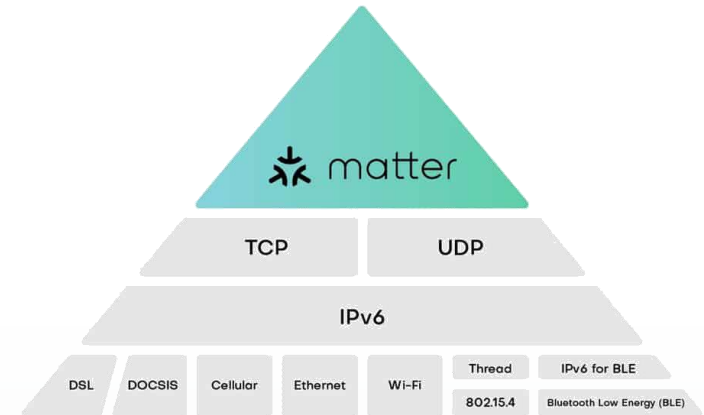 matter
TCP
UDP
IPv6
DSL
DOCSIS
Cellular
Ethernet
Wi-Fi
Thread
802.15.4
IPv6 for BLE
Bluetooth Low Energy (BLE)